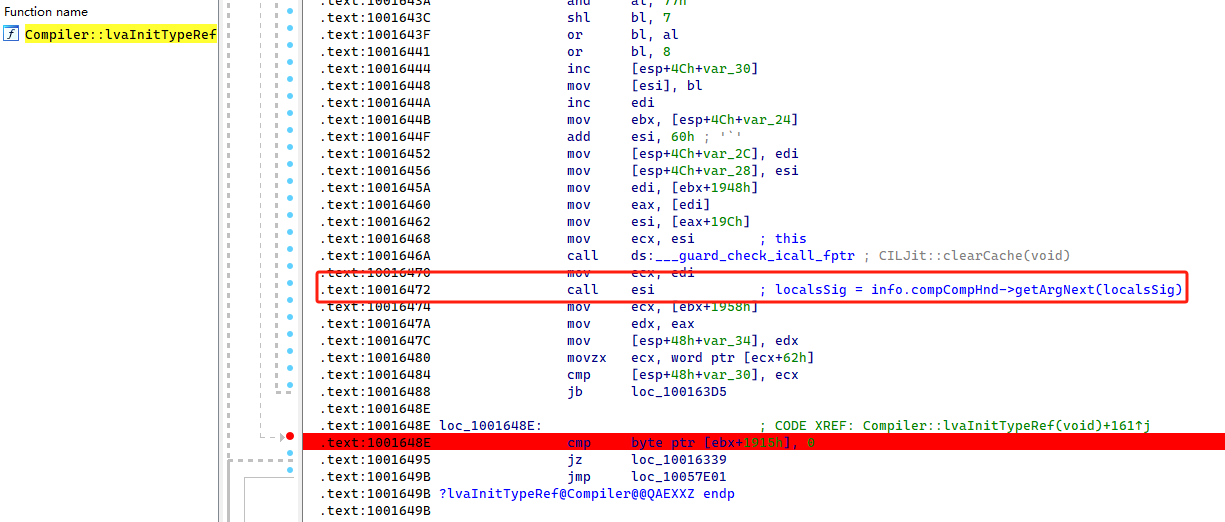 Function name
f Compiler::lvaInitTypeRef
.text:1001643A and al, 77h
.text:1001643C shl bl, 7
.text:1001643F or bl, al
.text:10016441 or bl, 8
.text:10016444 inc [esp+4Ch+var_30]
.text:10016448 mov [esi], bl
.text:1001644A inc edi
.text:1001644B mov ebx, [esp+4Ch+var_24]
.text:1001644F add esi, 60h ; '`'
.text:10016452 mov [esp+4Ch+var_2C], edi
.text:10016456 mov [esp+4Ch+var_28], esi
.text:1001645A mov edi, [ebx+1948h]
.text:10016460 mov eax, [edi]
.text:10016462 mov esi, [eax+19Ch]
.text:10016468 mov ecx, esi ; this
.text:1001646A call ds:___guard_check_icall_fptr ; CILJit::clearCache(void)
.text:10016470 mov ecx, edi
.text:10016472 call esi ; localsSig = info.compCompHnd->getArgNext(localsSig)
.text:10016474 mov ecx, [ebx+1958h]
.text:1001647A mov edx, eax
.text:1001647C mov [esp+48h+var_34], edx
.text:10016480 movzx ecx, word ptr [ecx+62h]
.text:10016484 cmp [esp+48h+var_30], ecx
.text:10016488 jb loc_100163D5
.text:1001648E
.text:1001648E loc_1001648E: ; CODE XREF: Compiler::lvaInitTypeRef(void)+161↑j
.text:1001648E cmp byte ptr [ebx+1915h], 0
.text:10016495 jz loc_10016339
.text:1001649B jmp loc_10057E01
.text:1001649B ?lvaInitTypeRef@Compiler@@QAEXXZ endp
.text:1001649B